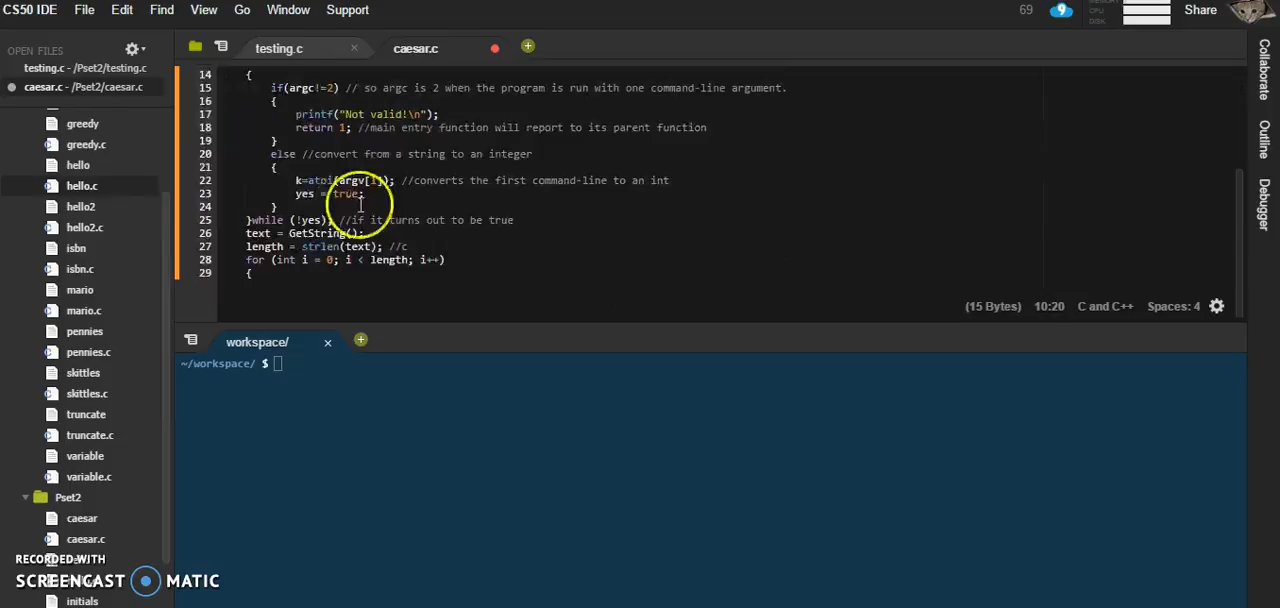 CS50 IDE File Edit Find View Go Window Support 69 9 MEMORY CPU DISK Share
OPEN FILES
testing.c - /Pset2/testing.c
caesar.c - /Pset2/caesar.c
greedy
greedy.c
hello
hello.c
hello2
hello2.c
isbn
isbn.c
mario
mario.c
pennies
pennies.c
skittles
skittles.c
truncate
truncate.c
variable
variable.c
Pset2
caesar
caesar.c
initials
testing.c caesar.c
14 {
15 if(argc!=2) // so argc is 2 when the program is run with one command-line argument.
16 {
17 printf("Not valid!\n");
18 return 1; //main entry function will report to its parent function
19 }
20 else //convert from a string to an integer
21 {
22 k=atoi(argv[1]); //converts the first command-line to an int
23 yes = true;
24 }
25 }while (!yes); //if it turns out to be true
26 text = GetString();
27 length = strlen(text); //c
28 for (int i = 0; i < length; i++)
29 {
(15 Bytes) 10:20 C and C++ Spaces: 4
workspace/
~/workspace/ $
Collaborate
Outline
Debugger
RECORDED WITH
SCREENCAST MATIC